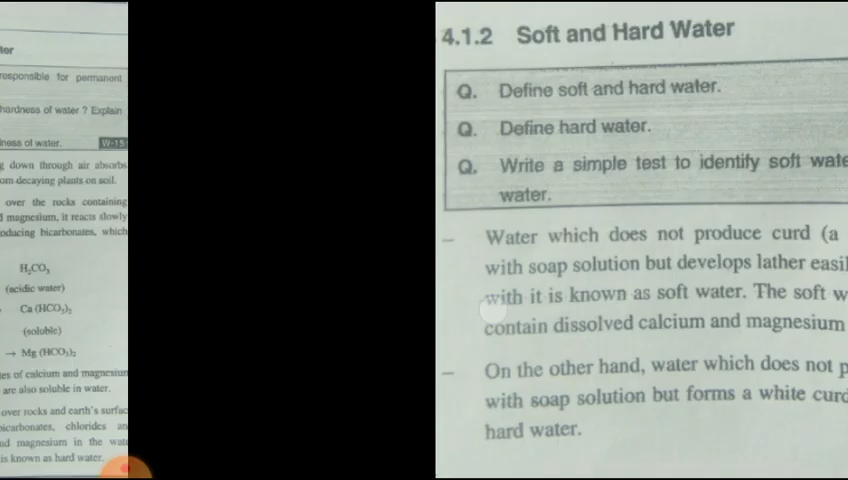 ter
responsible for permanent
hardness of water ? Explain
ness of water. W-15
g down through air absorbs
om decaying plants on soil.
over the rocks containing
d magnesium, it reacts slowly
oducing bicarbonates, which
H₂CO₃
(acidic water)
Ca (HCO₃)₂
(soluble)
→ Mg (HCO₃)₂
tes of calcium and magnesium
are also soluble in water.
over rocks and earth's surfac
bicarbonates, chlorides an
nd magnesium in the wate
is known as hard water.
4.1.2 Soft and Hard Water
Q. Define soft and hard water.
Q. Define hard water.
Q. Write a simple test to identify soft wate
water.
– Water which does not produce curd (a
with soap solution but develops lather easil
with it is known as soft water. The soft w
contain dissolved calcium and magnesium
– On the other hand, water which does not p
with soap solution but forms a white curd
hard water.